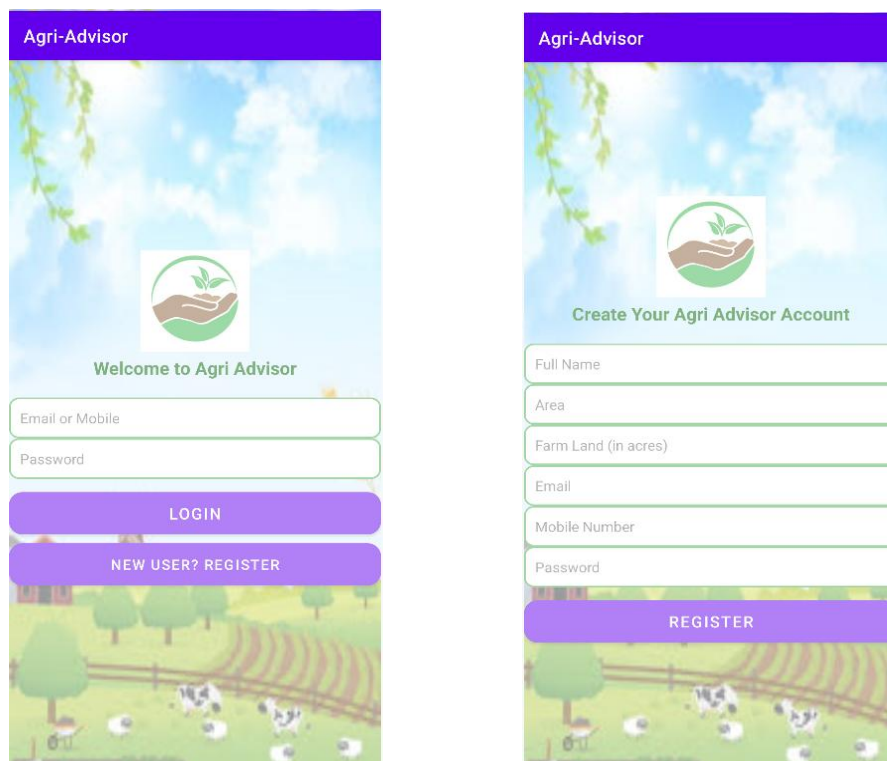 Agri-Advisor
Welcome to Agri Advisor
Email or Mobile
Password
LOGIN
NEW USER? REGISTER
Agri-Advisor
Create Your Agri Advisor Account
Full Name
Area
Farm Land (in acres)
Email
Mobile Number
Password
REGISTER